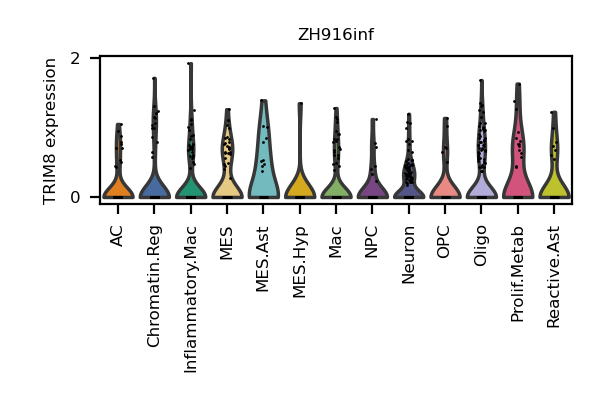 ZH916inf
TRIM8 expression
2
0
AC
Chromatin.Reg
Inflammatory.Mac
MES
MES.Ast
MES.Hyp
Mac
NPC
Neuron
OPC
Oligo
Prolif.Metab
Reactive.Ast